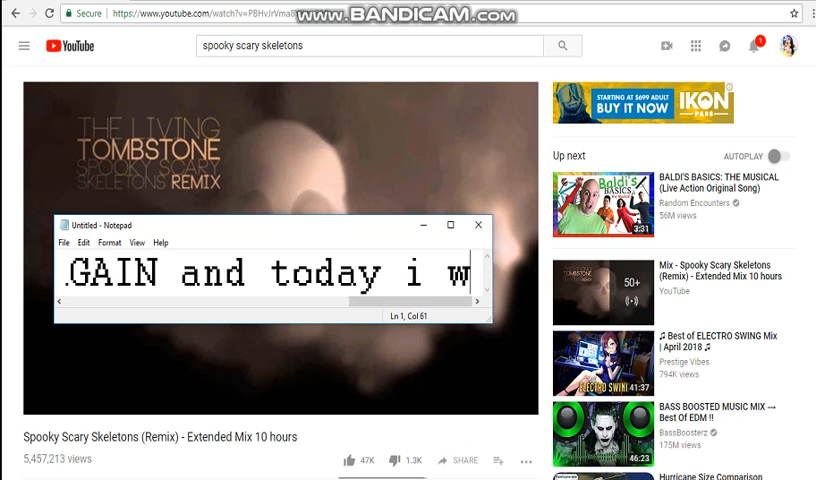 Secure
https://www.youtube.com/watch?v=PBHvJrVma8
www.BANDICAM.com
YouTube
spooky scary skeletons
1
THE LIVING
TOMBSTONE
SPOOKY SCARY
SKELETONS REMIX
STARTING AT $699 ADULT
BUY IT NOW
IKON
PASS
Up next
AUTOPLAY
Baldi's
BASICS
3:31
BALDI'S BASICS: THE MUSICAL
(Live Action Original Song)
Random Encounters
56M views
50+
Mix - Spooky Scary Skeletons
(Remix) - Extended Mix 10 hours
YouTube
ELECTRO SWING
41:37
♫ Best of ELECTRO SWING Mix
| April 2018 ♫
Prestige Vibes
794K views
46:23
BASS BOOSTED MUSIC MIX →
Best Of EDM !!
BassBoosterz
175M views
Hurricane Size Comparison
Untitled - Notepad
File Edit Format View Help
GAIN and today i w
Ln 1, Col 61
Spooky Scary Skeletons (Remix) - Extended Mix 10 hours
5,457,213 views
47K
1.3K
SHARE